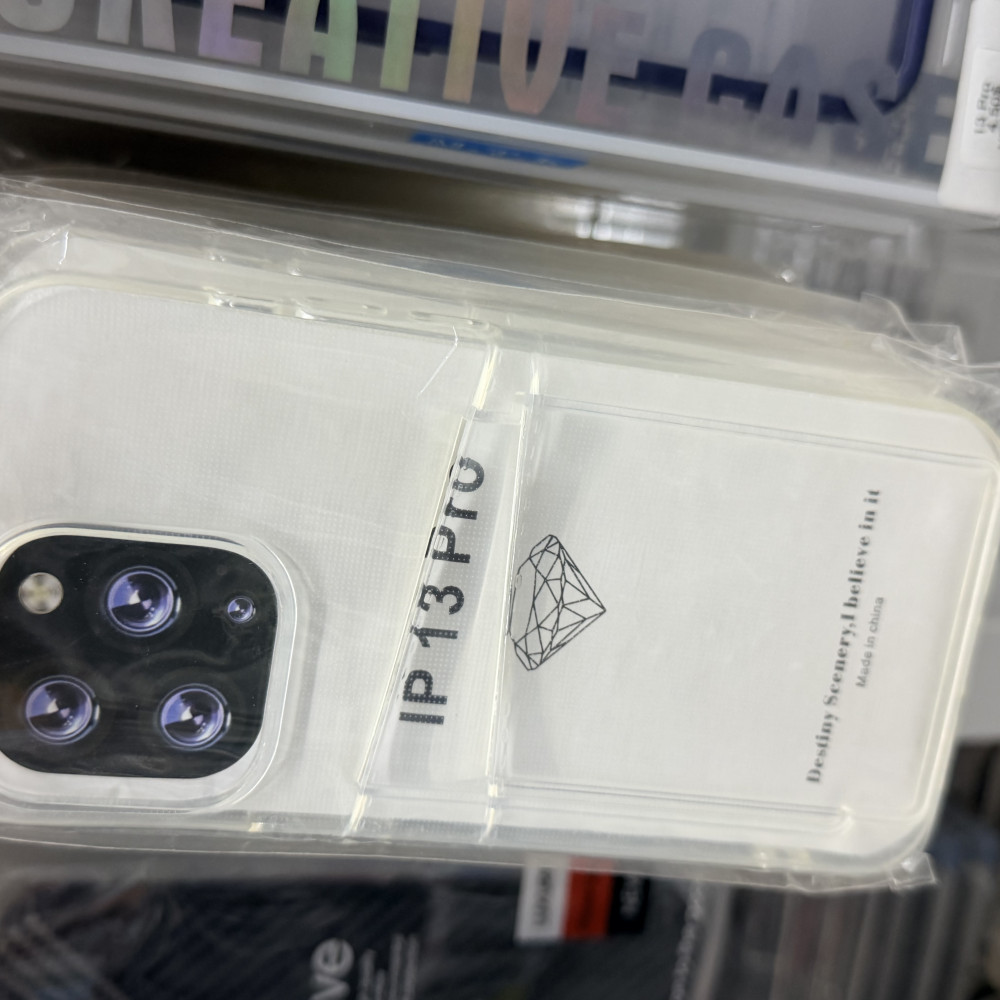 CREATIVE CASE
IP 13 Pro
Destiny Scenery,I believe in it
Made in china